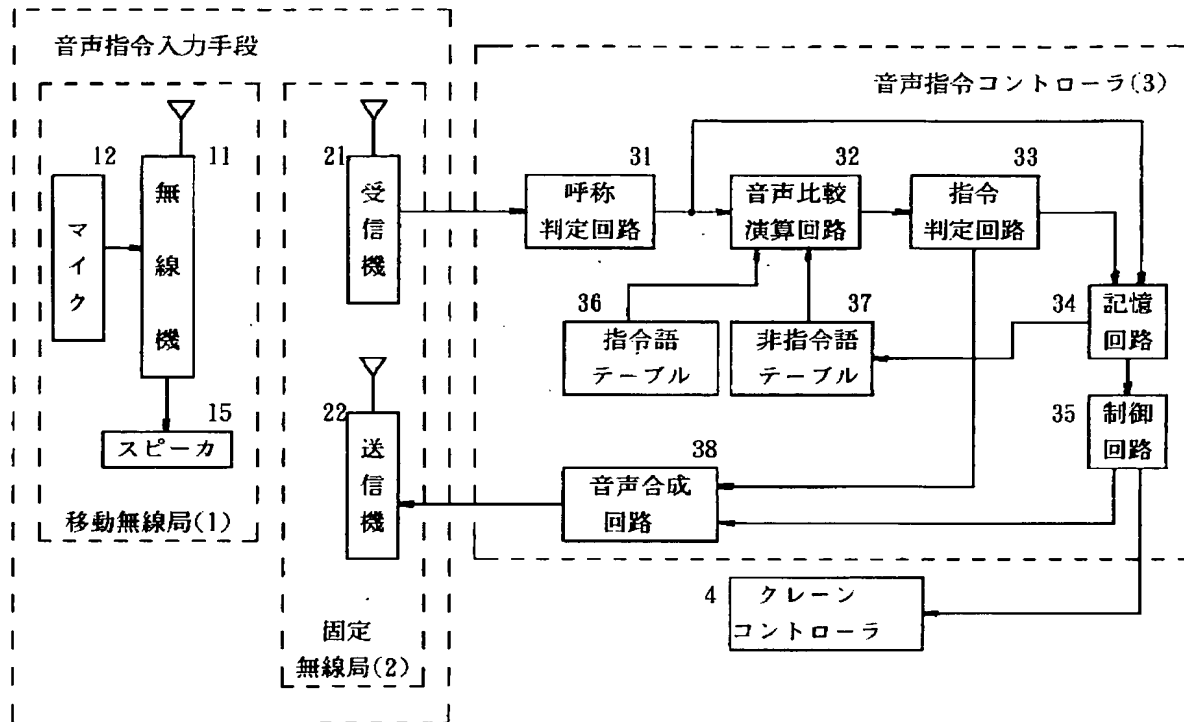 音声指令入力手段
12
11
マイク
無線機
15
スピーカ
移動無線局(1)
21
受信機
22
送信機
固定
無線局(2)
音声指令コントローラ(3)
31
呼称
判定回路
32
音声比較
演算回路
33
指令
判定回路
36
指令語
テーブル
37
非指令語
テーブル
34
記憶
回路
35
制御
回路
38
音声合成
回路
4
クレーン
コントローラ